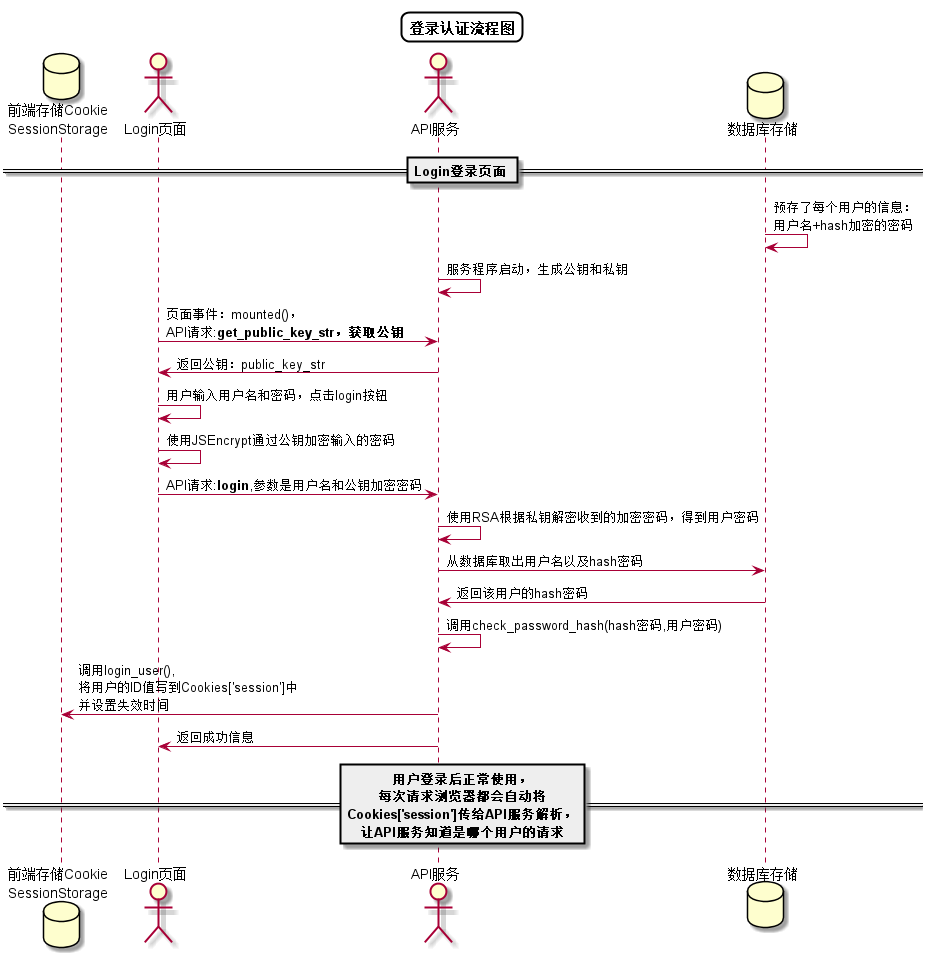 登录认证流程图
前端存储Cookie
SessionStorage
Login页面
API服务
数据库存储
Login登录页面
预存了每个用户的信息：
用户名+hash加密的密码
服务程序启动，生成公钥和私钥
页面事件：mounted()，
API请求:get_public_key_str，获取公钥
返回公钥：public_key_str
用户输入用户名和密码，点击login按钮
使用JSEncrypt通过公钥加密输入的密码
API请求:login,参数是用户名和公钥加密密码
使用RSA根据私钥解密收到的加密密码，得到用户密码
从数据库取出用户名以及hash密码
返回该用户的hash密码
调用check_password_hash(hash密码,用户密码)
调用login_user(),
将用户的ID值写到Cookies['session']中
并设置失效时间
返回成功信息
用户登录后正常使用，
每次请求浏览器都会自动将
Cookies['session']传给API服务解析，
让API服务知道是哪个用户的请求
前端存储Cookie
SessionStorage
Login页面
API服务
数据库存储